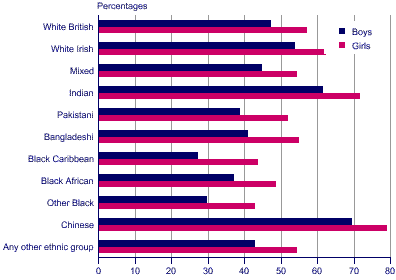 Percentages
White British
Boys
White Irish
Girls
Mixed
Indian
Pakistani
Bangladeshi
Black Caribbean
Black African
Other Black
Chinese
Any other ethnic group
0 10 20 30 40 50 60 70 80